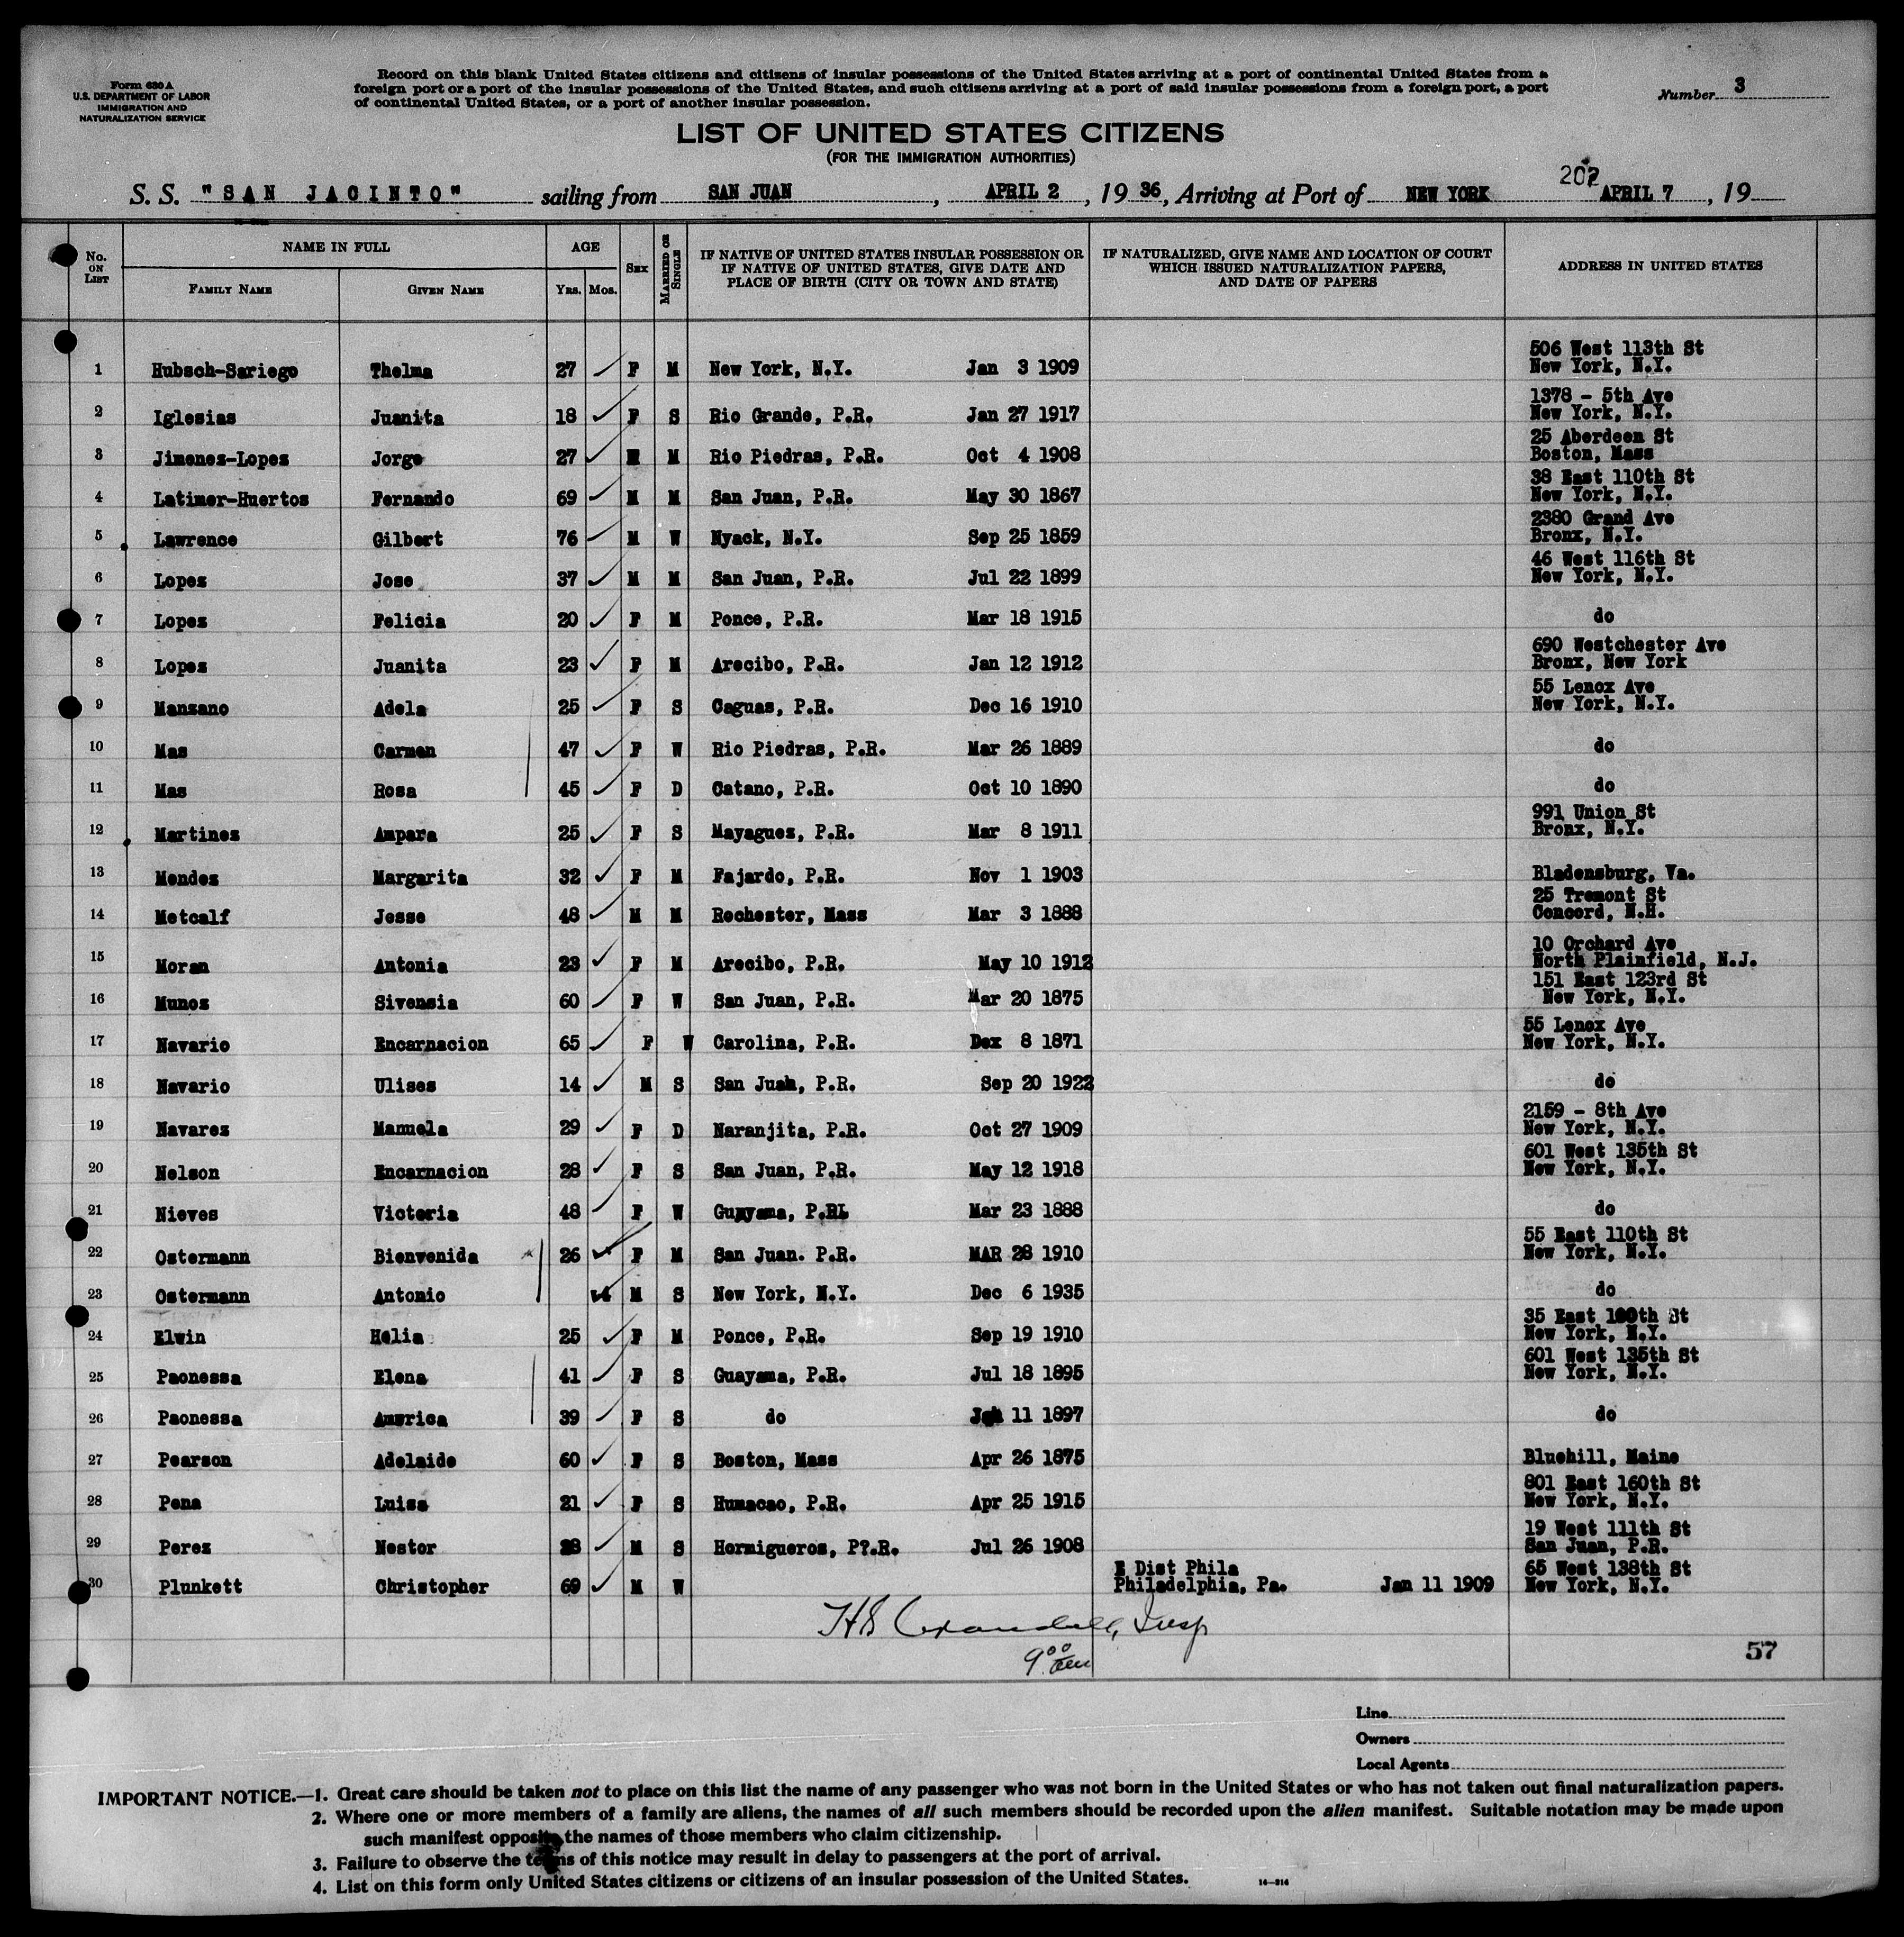 Form 630 A
U.S. DEPARTMENT OF LABOR
IMMIGRATION AND
NATURALIZATION SERVICE
Record on this blank United States citizens and citizens of insular possessions of the United States arriving at a port of continental United States from a
foreign port or a port of the insular possessions of the United States, and such citizens arriving at a port of said insular possessions from a foreign port, a port
of continental United States, or a port of another insular possession.
Number 3
LIST OF UNITED STATES CITIZENS
(FOR THE IMMIGRATION AUTHORITIES)
202
S. S. "SAN JACINTO" sailing from SAN JUAN, APRIL 2, 1936, Arriving at Port of NEW YORK APRIL 7, 19
No. ON LIST
NAME IN FULL
FAMILY NAME
GIVEN NAME
AGE
YRS. MOS.
SEX
MARRIED OR SINGLE
IF NATIVE OF UNITED STATES INSULAR POSSESSION OR
IF NATIVE OF UNITED STATES, GIVE DATE AND
PLACE OF BIRTH (CITY OR TOWN AND STATE)
IF NATURALIZED, GIVE NAME AND LOCATION OF COURT
WHICH ISSUED NATURALIZATION PAPERS,
AND DATE OF PAPERS
ADDRESS IN UNITED STATES
506 West 113th St
1 Hubsch-Sariego Thelma 27 F M New York, N.Y. Jan 3 1909 New York, N.Y.
1378 - 5th Ave
2 Iglesias Juanita 18 F S Rio Grande, P.R. Jan 27 1917 New York, N.Y.
25 Aberdeen St
3 Jimenez-Lopez Jorge 27 M M Rio Piedras, P.R. Oct 4 1908 Boston, Mass
38 East 110th St
4 Latimer-Huertos Fernando 69 M M San Juan, P.R. May 30 1867 New York, N.Y.
2380 Grand Ave
5 Lawrence Gilbert 76 M W Nyack, N.Y. Sep 25 1859 Bronx, N.Y.
46 West 116th St
6 Lopez Jose 37 M M San Juan, P.R. Jul 22 1899 New York, N.Y.
7 Lopez Felicia 20 F M Ponce, P.R. Mar 18 1915 do
690 Westchester Ave
8 Lopez Juanita 23 F M Arecibo, P.R. Jan 12 1912 Bronx, New York
55 Lenox Ave
9 Manzano Adela 25 F S Caguas, P.R. Dec 16 1910 New York, N.Y.
10 Mas Carmen 47 F W Rio Piedras, P.R. Mar 26 1889 do
11 Mas Rosa 45 F D Catano, P.R. Oct 10 1890 do
991 Union St
12 Martinez Ampara 25 F S Mayaguez, P.R. Mar 8 1911 Bronx, N.Y.
13 Mendez Margarita 32 F M Fajardo, P.R. Nov 1 1903 Bladensburg, Va.
25 Tremont St
14 Metcalf Jesse 48 M M Rochester, Mass Mar 3 1888 Concord, N.H.
10 Orchard Ave
15 Moran Antonia 23 F M Arecibo, P.R. May 10 1912 North Plainfield, N.J.
151 East 123rd St
16 Munoz Sivensia 60 F W San Juan, P.R. Mar 20 1875 New York, N.Y.
55 Lenox Ave
17 Navario Encarnacion 65 F W Carolina, P.R. Dex 8 1871 New York, N.Y.
18 Navario Ulises 14 M S San Juan, P.R. Sep 20 1922 do
2159 - 8th Ave
19 Navarez Manuela 29 F D Naranjita, P.R. Oct 27 1909 New York, N.Y.
601 West 135th St
20 Nelson Encarnacion 28 F S San Juan, P.R. May 12 1918 New York, N.Y.
21 Nieves Victoria 48 F W Guyama, P.RL Mar 23 1888 do
55 East 110th St
22 Ostermann Bienvenida 26 F M San Juan. P.R. MAR 28 1910 New York, N.Y.
23 Ostermann Antonio M S New York, N.Y. Dec 6 1935 do
35 East 100th St
24 Elwin Helia 25 F M Ponce, P.R. Sep 19 1910 New York, N.Y.
601 West 135th St
25 Paonessa Elena 41 F S Guayama, P.R. Jul 18 1895 New York, N.Y.
26 Paonessa America 39 F S do 11 1897 do
27 Pearson Adelaide 60 F S Boston, Mass Apr 26 1875 Bluehill, Maine
801 East 160th St
28 Pena Luisa 21 F S Humacao, P.R. Apr 25 1915 New York, N.Y.
19 West 111th St
29 Perez Nestor 28 M S Hormigueros, P?.R. Jul 26 1908 San Juan, P.R.
E Dist Phila 65 West 138th St
30 Plunkett Christopher 69 M W Philadelphia, Pa. Jan 11 1909 New York, N.Y.
HS Crandall, Insp
9 00
57
Line
Owners
Local Agents
IMPORTANT NOTICE.—1. Great care should be taken not to place on this list the name of any passenger who was not born in the United States or who has not taken out final naturalization papers.
2. Where one or more members of a family are aliens, the names of all such members should be recorded upon the alien manifest. Suitable notation may be made upon
such manifest opposite the names of those members who claim citizenship.
3. Failure to observe the terms of this notice may result in delay to passengers at the port of arrival.
4. List on this form only United States citizens or citizens of an insular possession of the United States.
14—214